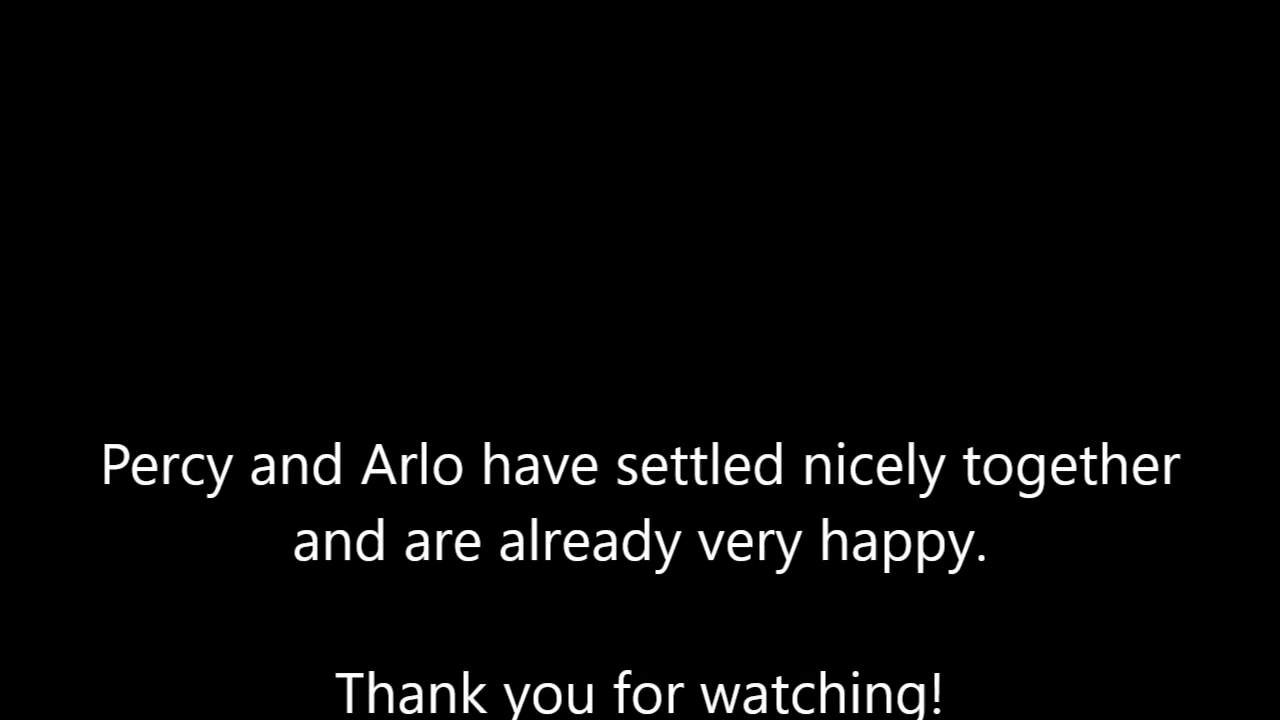 Percy and Arlo have settled nicely together
and are already very happy.
Thank you for watching!